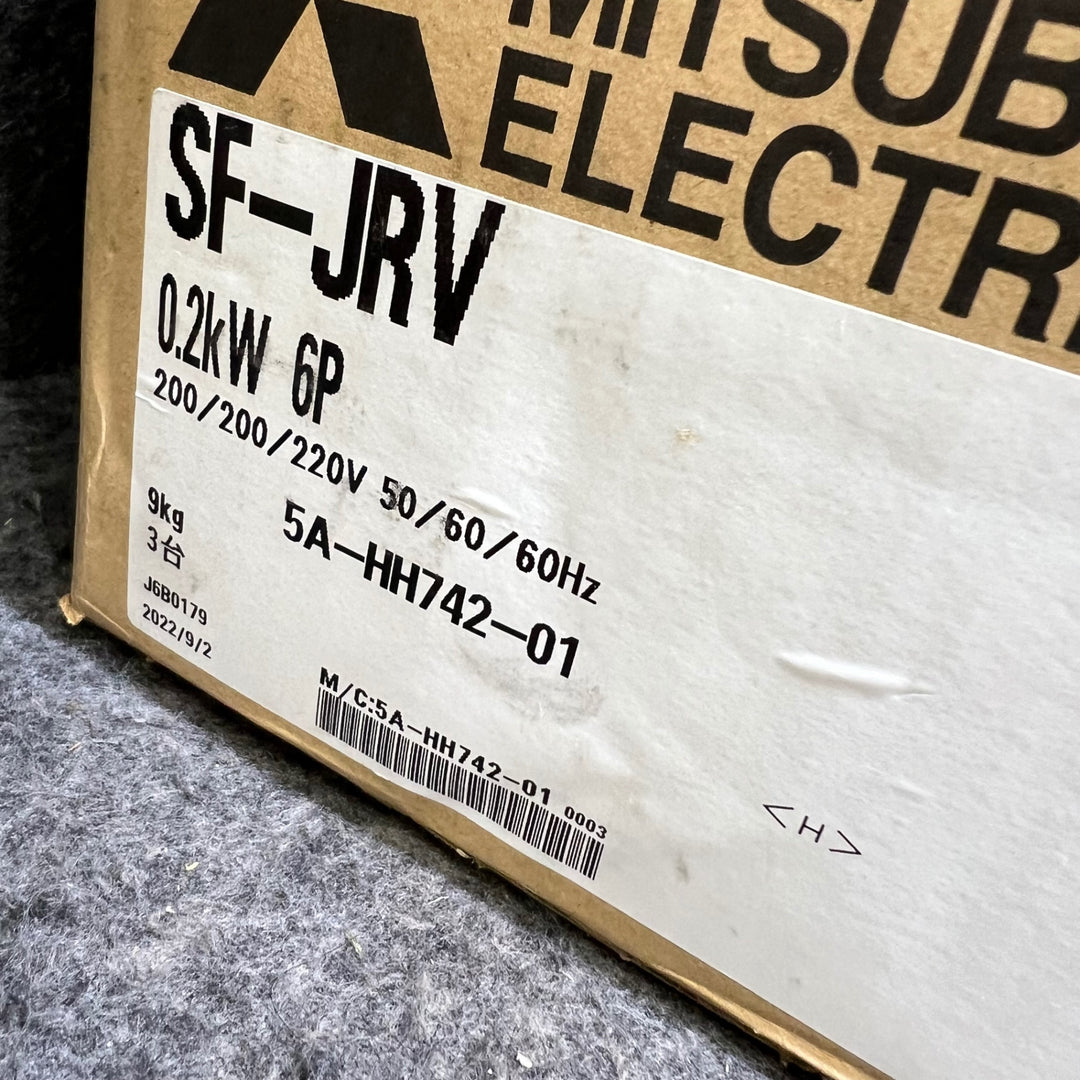 MITSUB
ELECTRI
SF-JRV
0.2kW 6P
200/200/220V 50/60/60Hz
9kg
5A-HH742-01
3台
J6B0179
2022/9/2
M/C:5A-HH742-01 0003
<H>